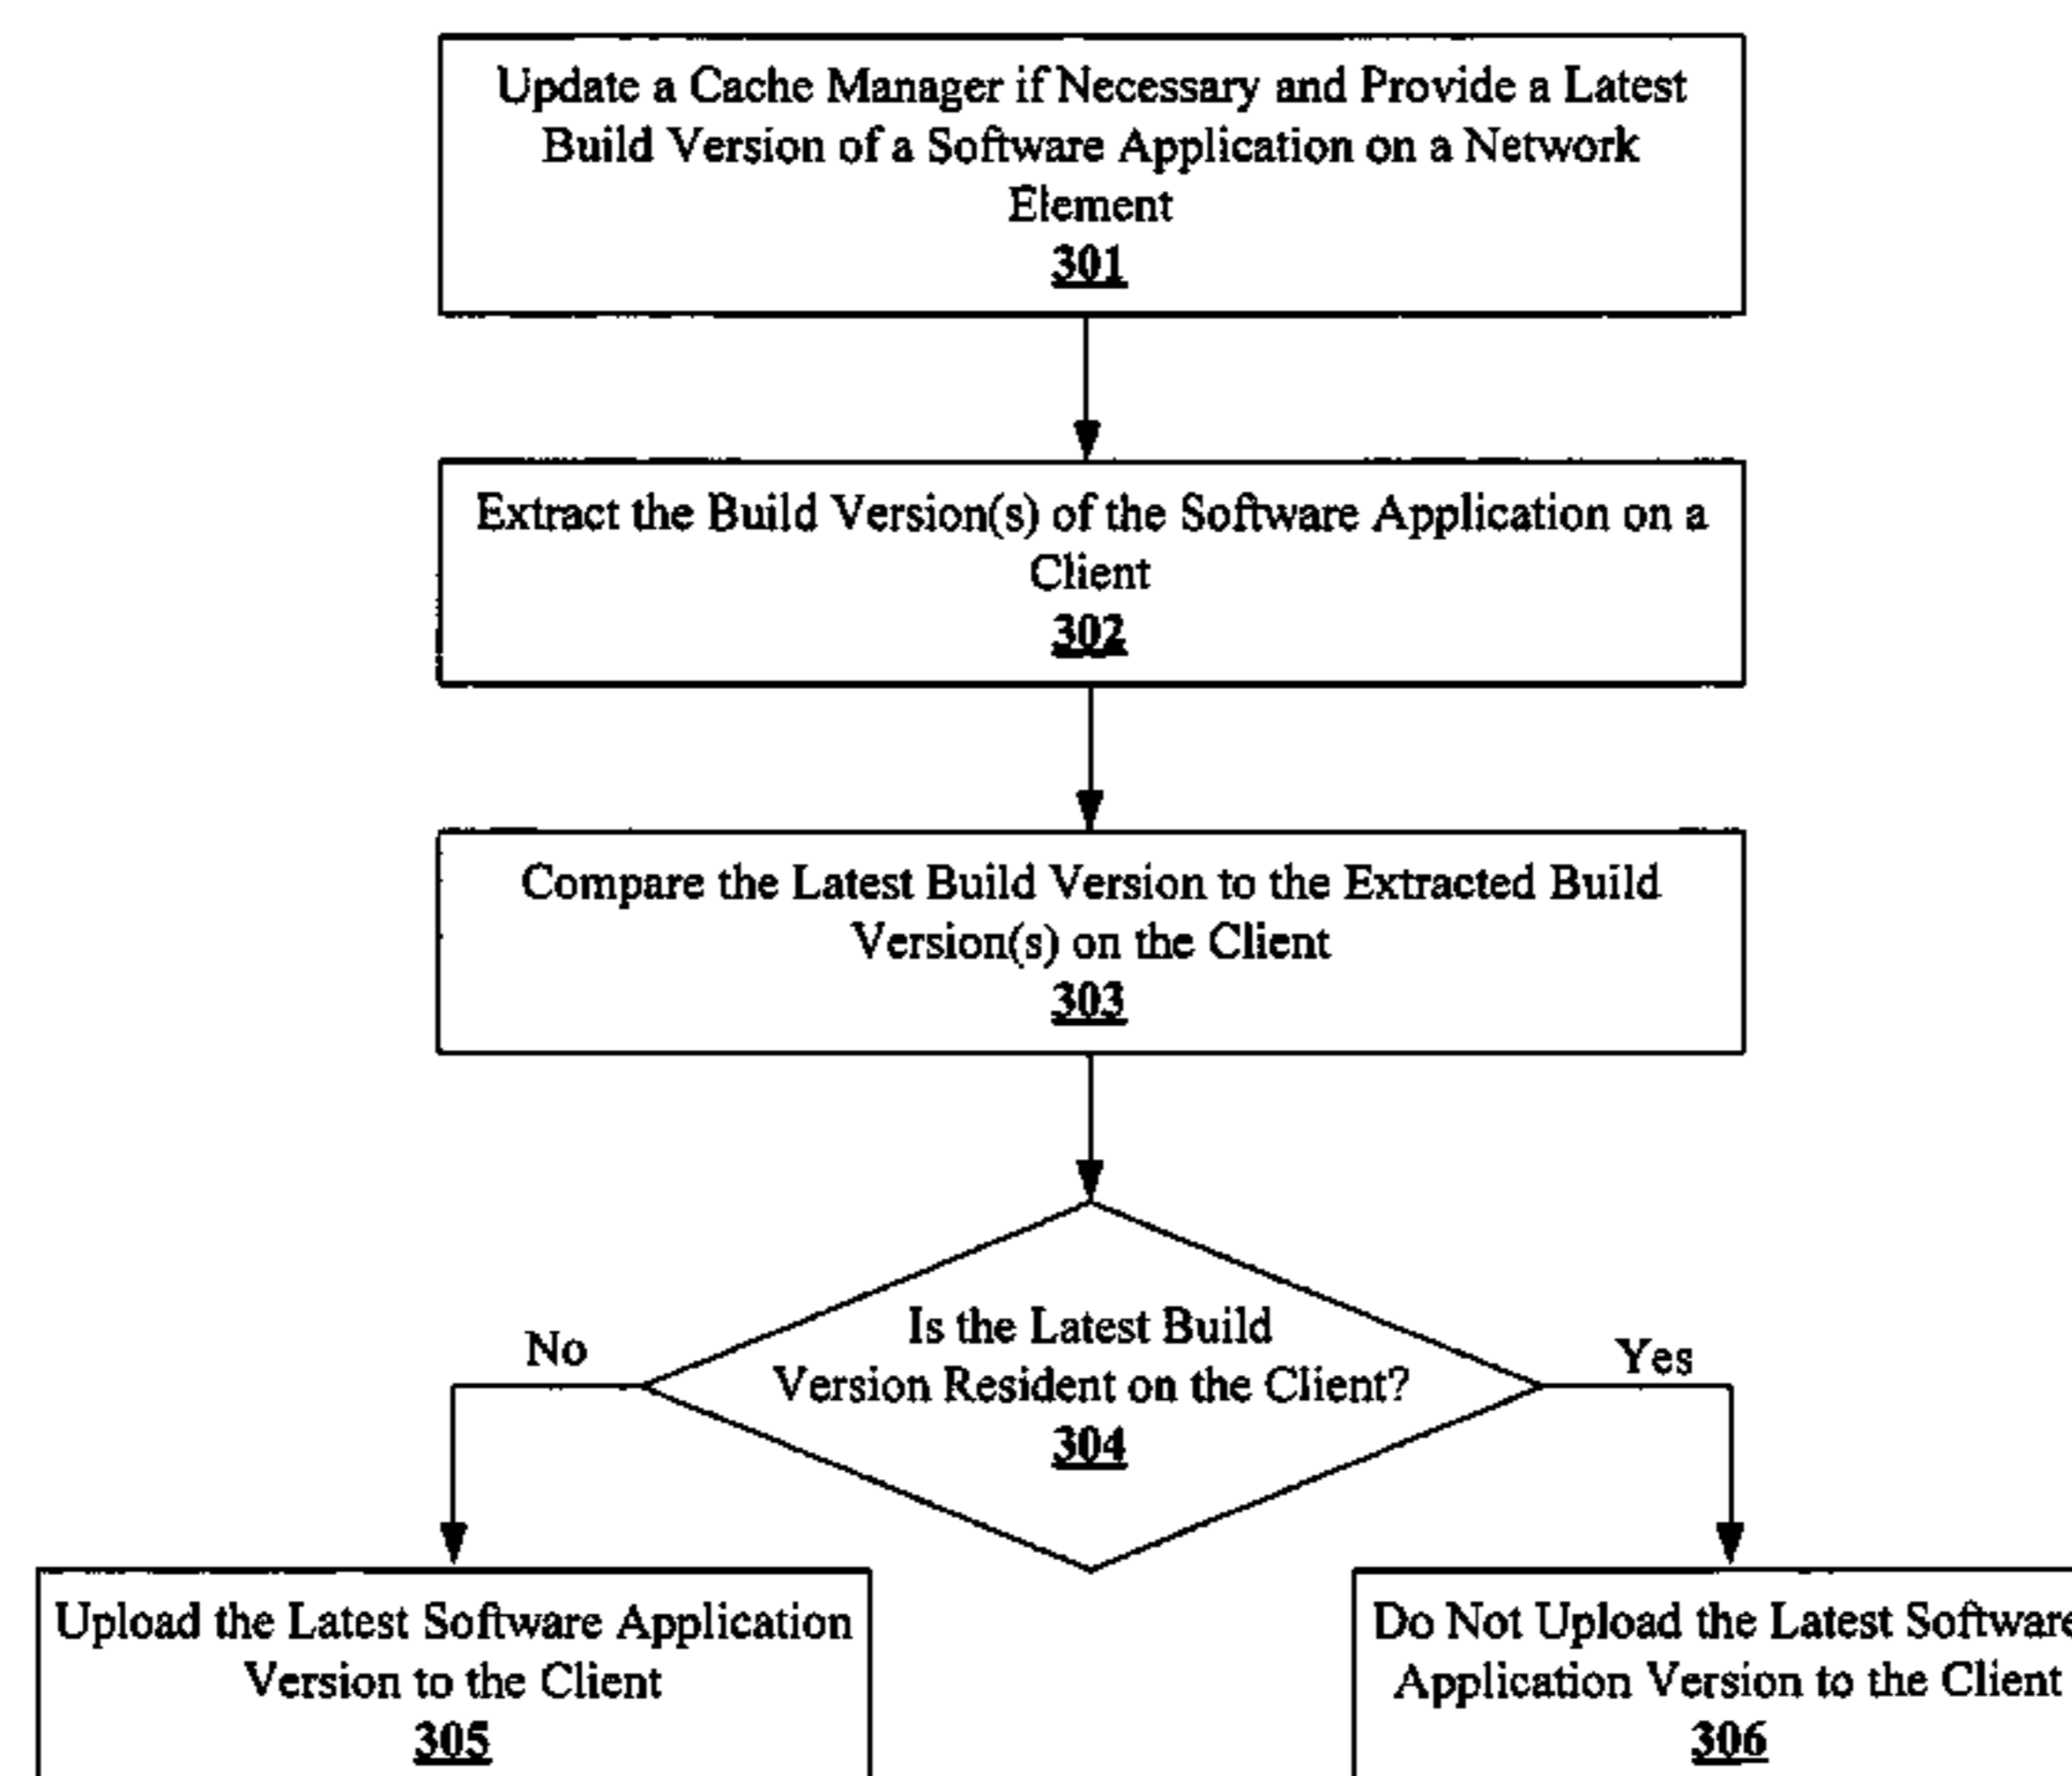 Update a Cache Manager if Necessary and Provide a Latest
Build Version of a Software Application on a Network
Element
301
Extract the Build Version(s) of the Software Application on a
Client
302
Compare the Latest Build Version to the Extracted Build
Version(s) on the Client
303
Is the Latest Build
Version Resident on the Client?
304
No
Yes
Upload the Latest Software Application
Version to the Client
305
Do Not Upload the Latest Software
Application Version to the Client
306